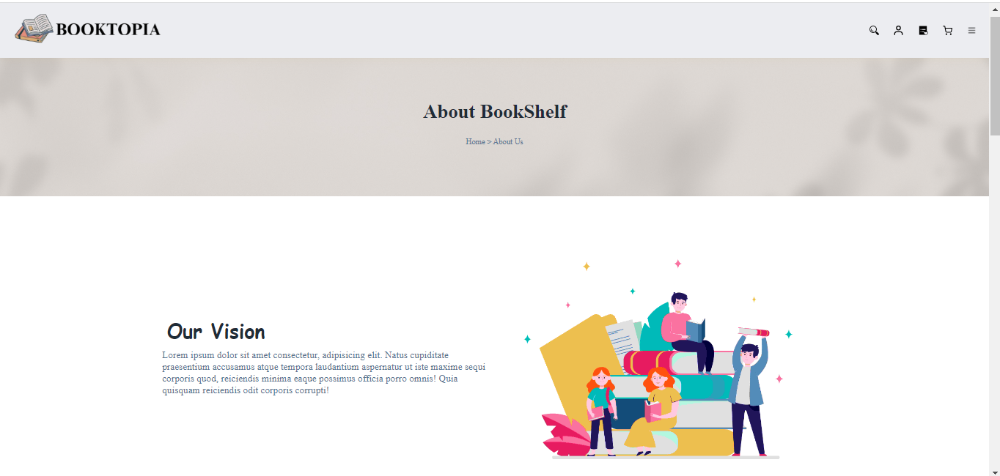 BOOKTOPIA
About BookShelf
Home > About Us
Our Vision
Lorem ipsum dolor sit amet consectetur, adipisicing elit. Natus cupiditate
praesentium accusamus atque tempora laudantium aspernatur ut iste maxime sequi
corporis quod, reiciendis minima eaque possimus officia porro omnis! Quia
quisquam reiciendis odit corporis corrupti!